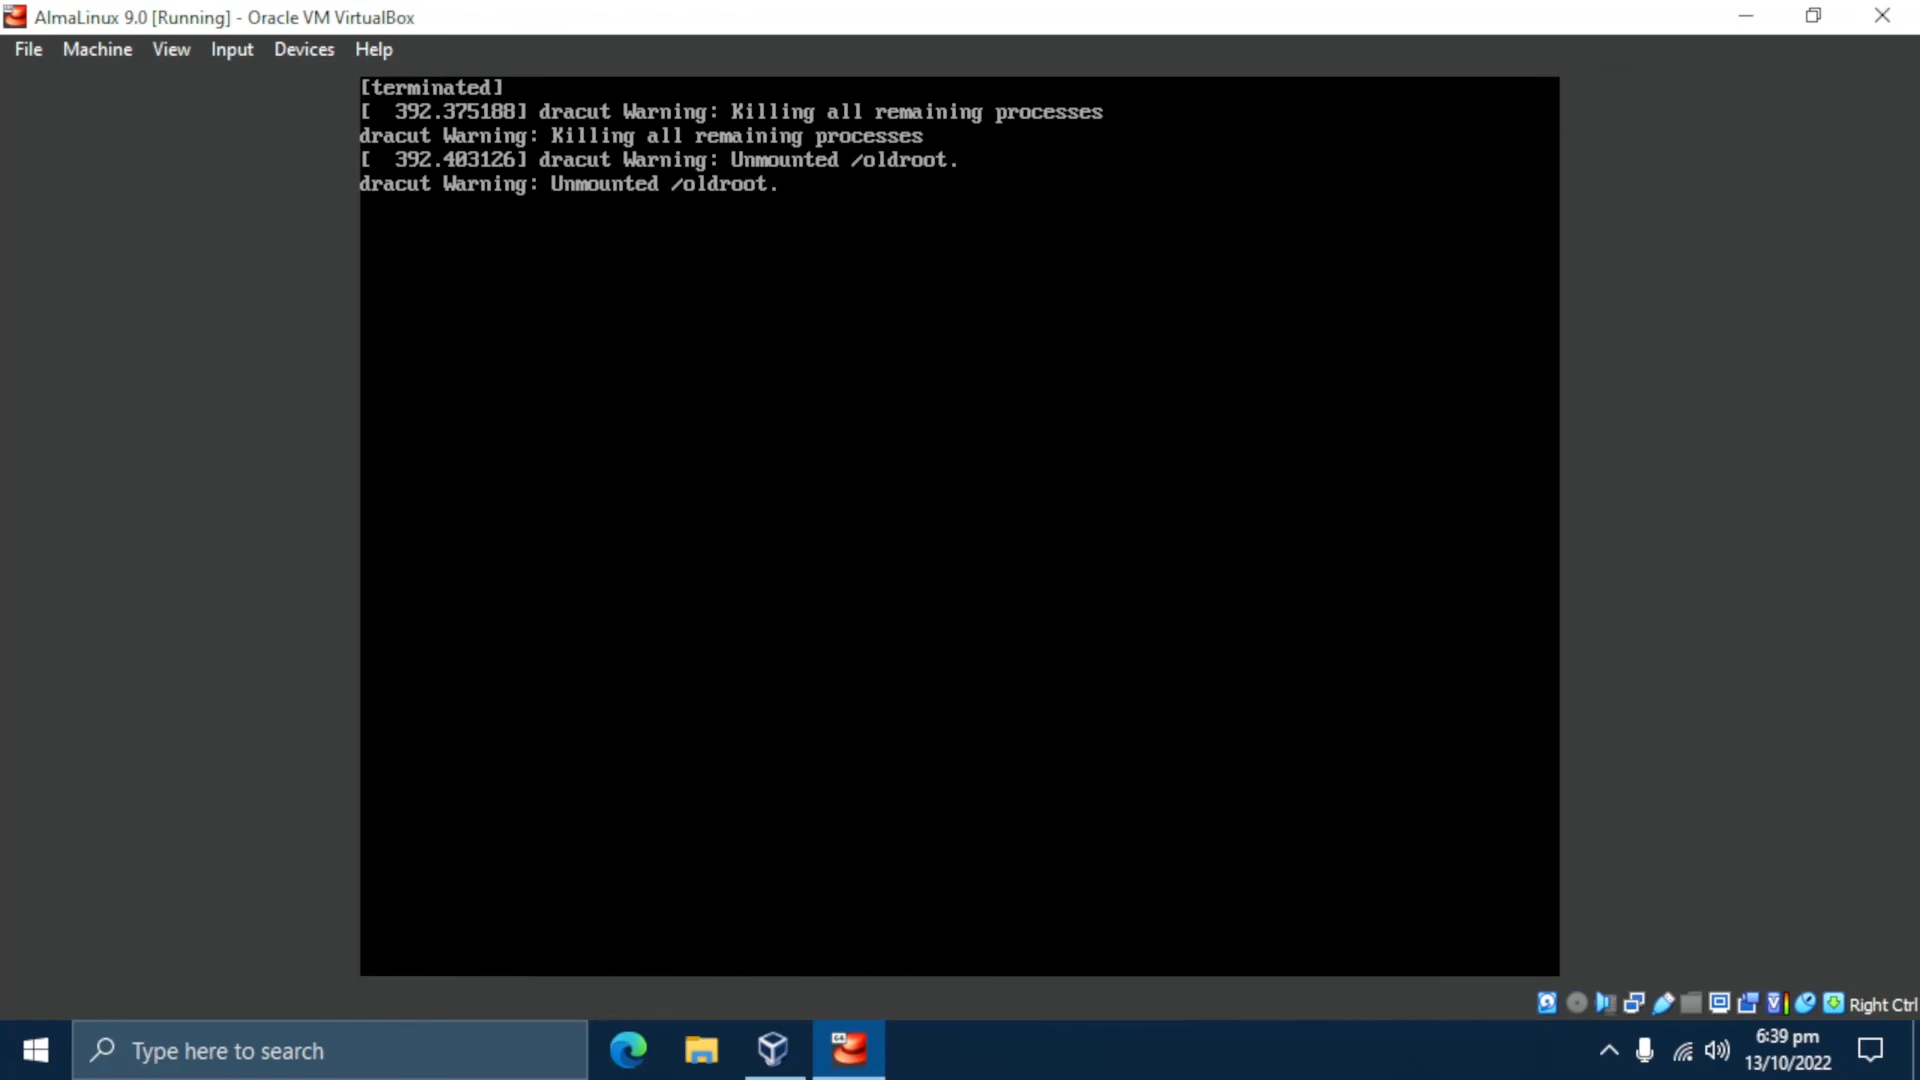 AlmaLinux 9.0 [Running] - Oracle VM VirtualBox
File Machine View Input Devices Help
[terminated]
[  392.375188] dracut Warning: Killing all remaining processes
dracut Warning: Killing all remaining processes
[  392.403126] dracut Warning: Unmounted /oldroot.
dracut Warning: Unmounted /oldroot.
Right Ctrl
Type here to search
64
6:39 pm
13/10/2022